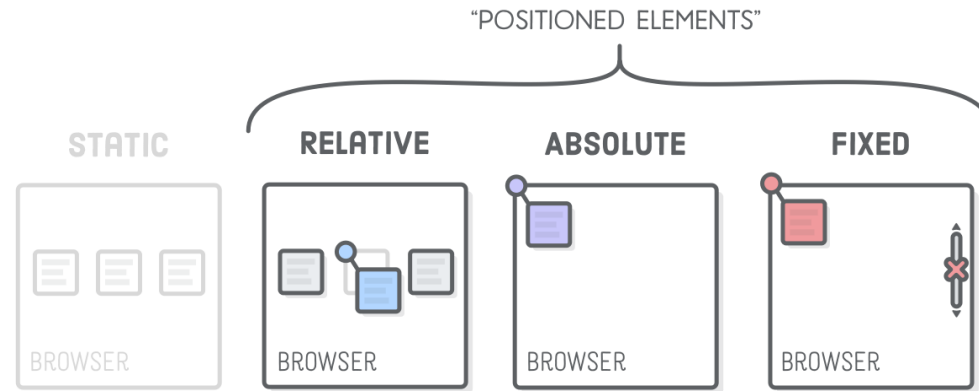 “POSITIONED ELEMENTS”
STATIC
RELATIVE
ABSOLUTE
FIXED
BROWSER
BROWSER
BROWSER
BROWSER